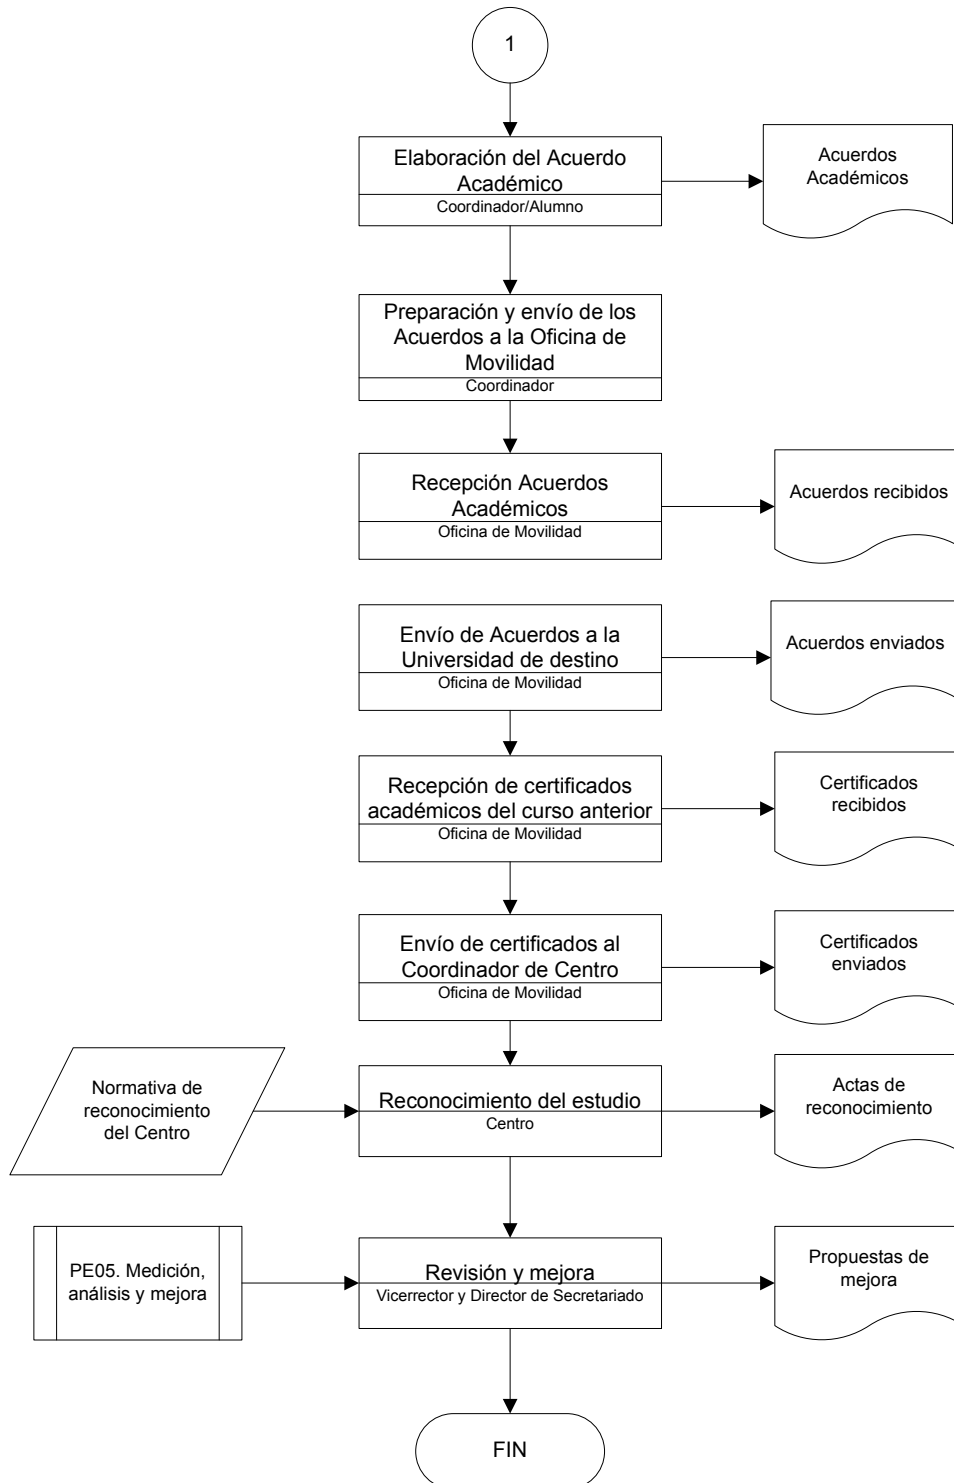 1
Elaboración del Acuerdo
Académico
Coordinador/Alumno
Acuerdos
Académicos
Preparación y envío de los
Acuerdos a la Oficina de
Movilidad
Coordinador
Recepción Acuerdos
Académicos
Oficina de Movilidad
Acuerdos recibidos
Envío de Acuerdos a la
Universidad de destino
Oficina de Movilidad
Acuerdos enviados
Recepción de certificados
académicos del curso anterior
Oficina de Movilidad
Certificados
recibidos
Envío de certificados al
Coordinador de Centro
Oficina de Movilidad
Certificados
enviados
Normativa de
reconocimiento
del Centro
Reconocimiento del estudio
Centro
Actas de
reconocimiento
PE05. Medición,
análisis y mejora
Revisión y mejora
Vicerrector y Director de Secretariado
Propuestas de
mejora
FIN